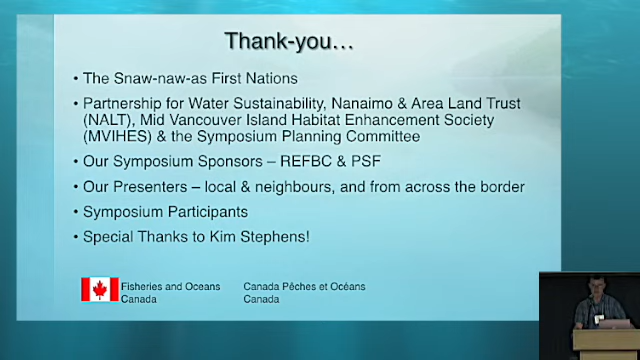 Thank-you…
• The Snaw-naw-as First Nations
• Partnership for Water Sustainability, Nanaimo & Area Land Trust
(NALT), Mid Vancouver Island Habitat Enhancement Society
(MVIHES) & the Symposium Planning Committee
• Our Symposium Sponsors – REFBC & PSF
• Our Presenters – local & neighbours, and from across the border
• Symposium Participants
• Special Thanks to Kim Stephens!
Fisheries and Oceans
Canada
Canada Pêches et Océans
Canada